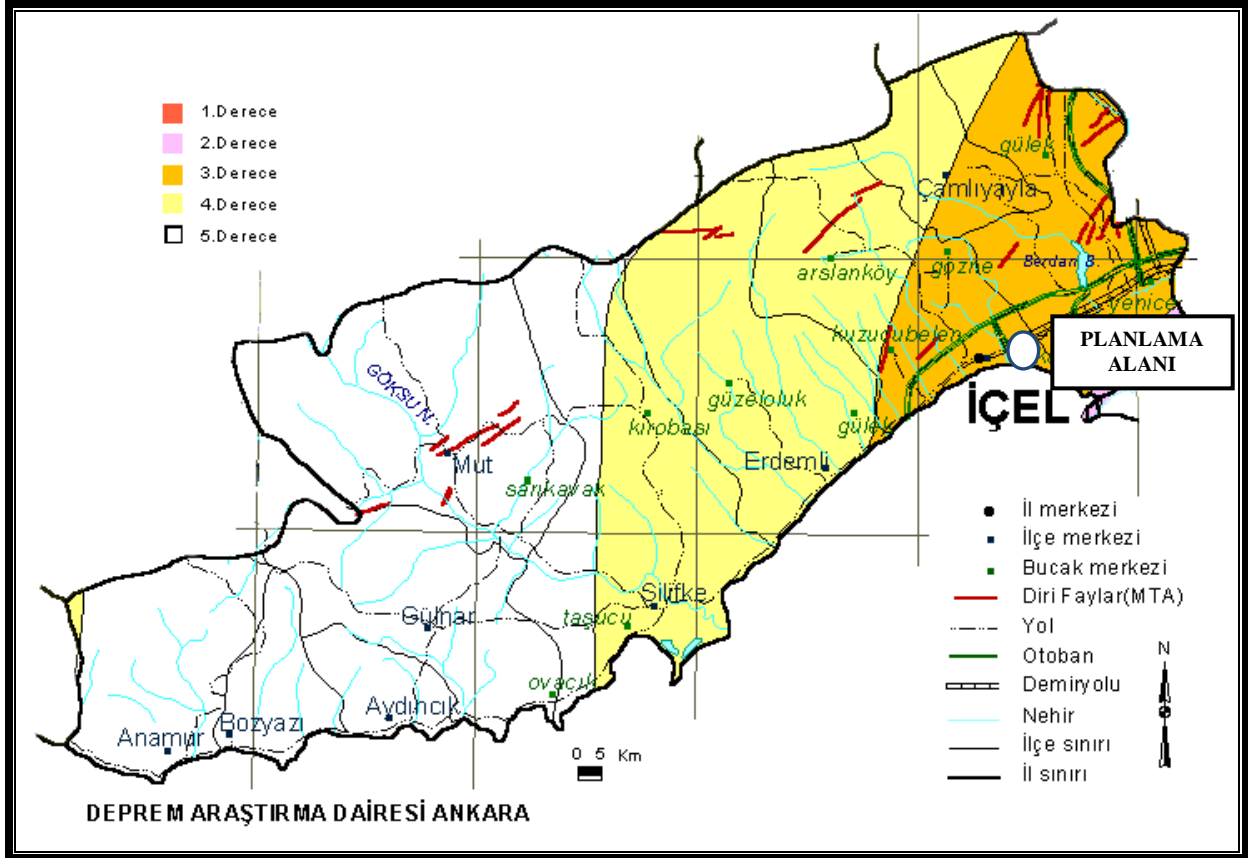 1.Derece
2.Derece
3.Derece
4.Derece
5.Derece
gülek
Çamlıyayla
arslanköy
gözne
Berdan B.
yenice
kuzucubelen
PLANLAMA
ALANI
İÇEL
GÖKSU N.
güzeloluk
kırobası
gülek
Erdemli
Mut
sarıkavak
Silifke
taşucu
Gülnar
ovacık
Aydıncık
Bozyazı
Anamur
0 5 Km
İl merkezi
İlçe merkezi
Bucak merkezi
Diri Faylar(MTA)
Yol
Otoban
Demiryolu
Nehir
İlçe sınırı
İl sınırı
N
DEPREM ARAŞTIRMA DAİRESİ ANKARA